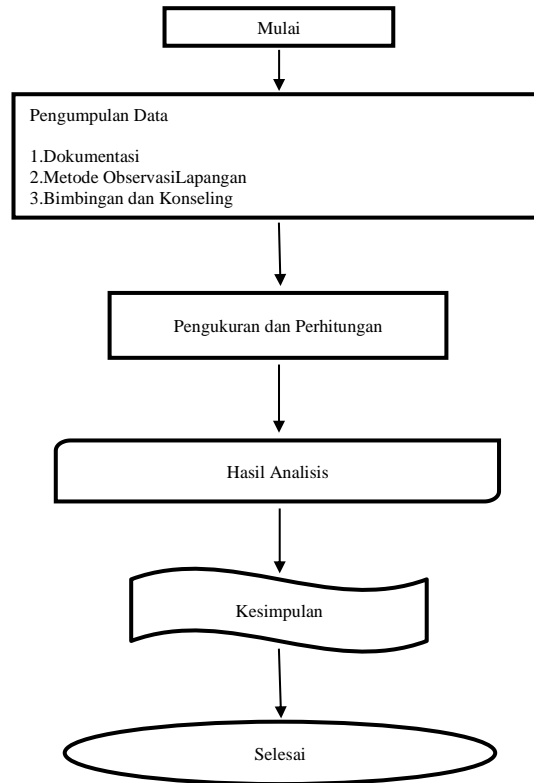 Mulai
Pengumpulan Data
1.Dokumentasi
2.Metode ObservasiLapangan
3.Bimbingan dan Konseling
Pengukuran dan Perhitungan
Hasil Analisis
Kesimpulan
Selesai